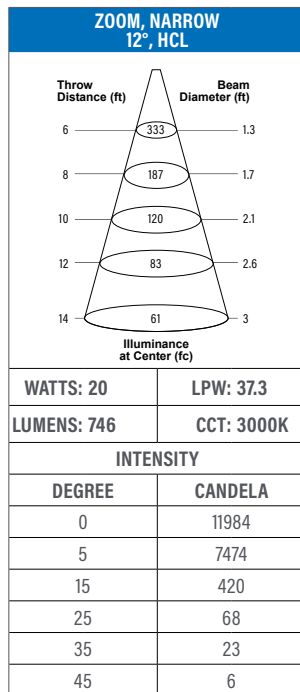 ZOOM, NARROW
12°, HCL
Throw Beam
Distance (ft) Diameter (ft)
6 333 1.3
8 187 1.7
10 120 2.1
12 83 2.6
14 61 3
Illuminance
at Center (fc)
WATTS: 20 LPW: 37.3
LUMENS: 746 CCT: 3000K
INTENSITY
DEGREE CANDELA
0 11984
5 7474
15 420
25 68
35 23
45 6